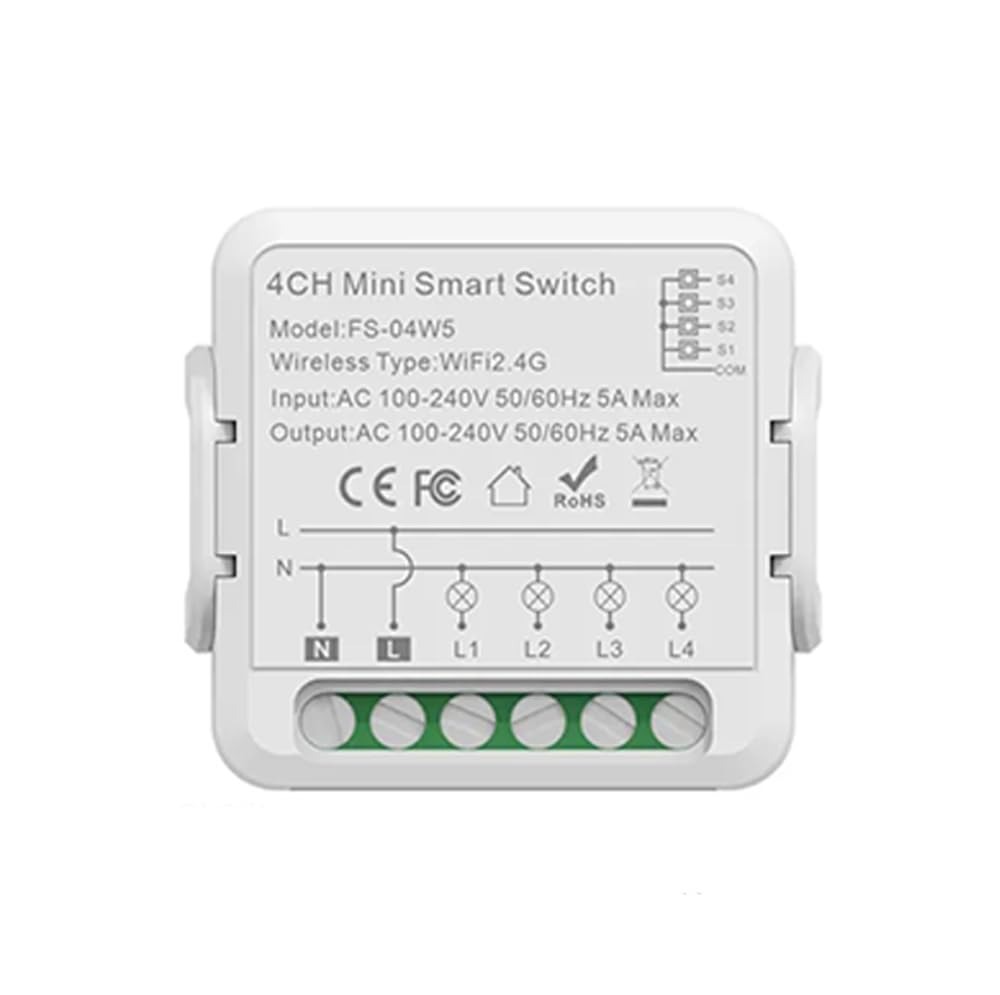 4CH Mini Smart Switch
Model:FS-04W5
Wireless Type:WiFi2.4G
Input:AC 100-240V 50/60Hz 5A Max
Output:AC 100-240V 50/60Hz 5A Max
S4
S3
S2
S1
COM
CE FC RoHS
L
N
N L L1 L2 L3 L4